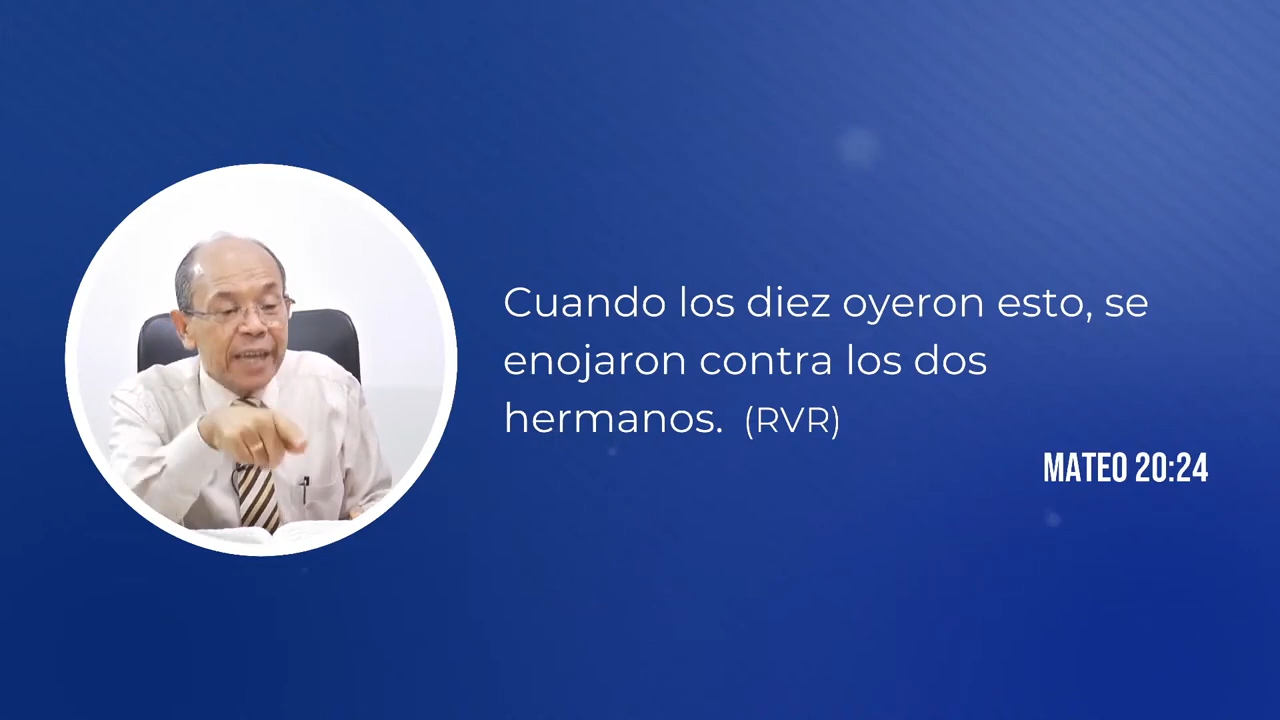 Cuando los diez oyeron esto, se
enojaron contra los dos
hermanos. (RVR)
MATEO 20:24